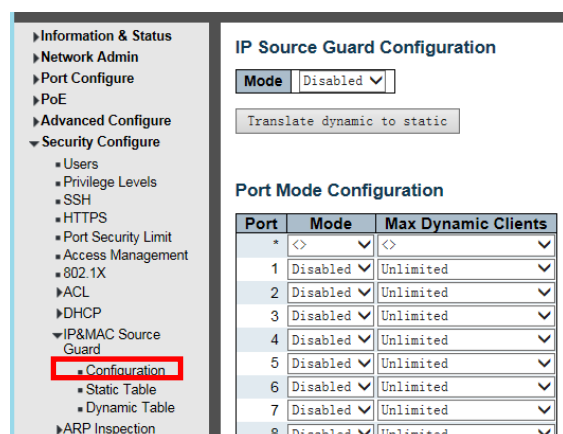 Information & Status
Network Admin
Port Configure
PoE
Advanced Configure
Security Configure
Users
Privilege Levels
SSH
HTTPS
Port Security Limit
Access Management
802.1X
ACL
DHCP
IP&MAC Source
Guard
Configuration
Static Table
Dynamic Table
ARP Inspection
IP Source Guard Configuration
Mode Disabled
Translate dynamic to static
Port Mode Configuration
Port Mode Max Dynamic Clients
* <> <>
1 Disabled Unlimited
2 Disabled Unlimited
3 Disabled Unlimited
4 Disabled Unlimited
5 Disabled Unlimited
6 Disabled Unlimited
7 Disabled Unlimited
8 Disabled Unlimited